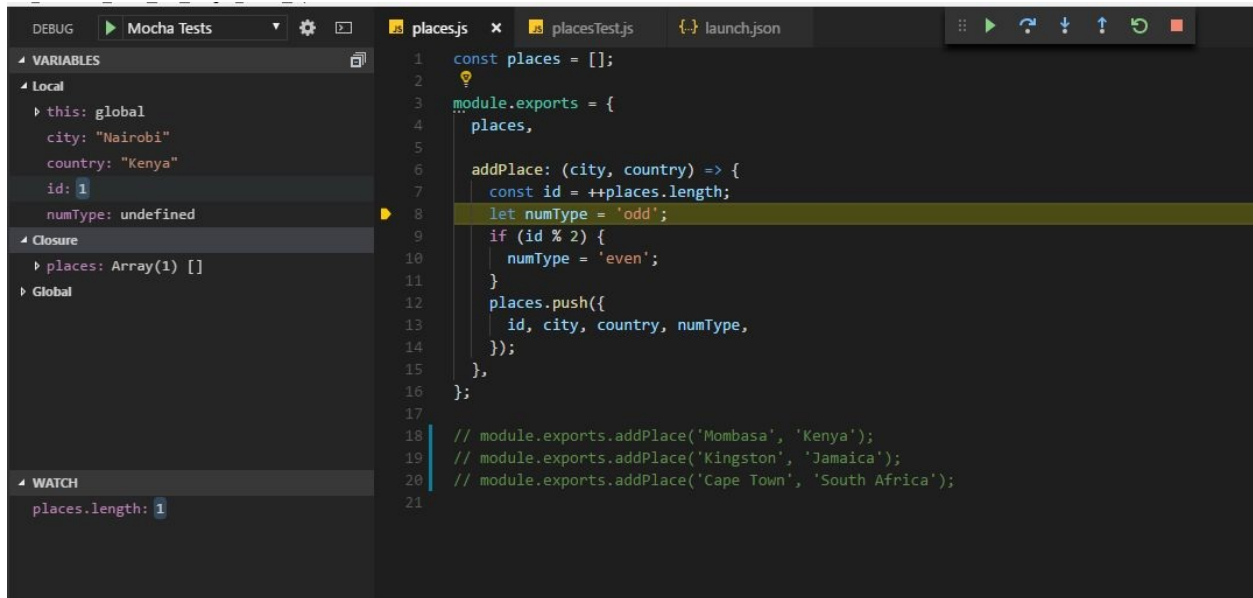 DEBUG Mocha Tests
VARIABLES
Local
this: global
city: "Nairobi"
country: "Kenya"
id: 1
numType: undefined
Closure
places: Array(1) []
Global
WATCH
places.length: 1
JS places.js × JS placesTest.js {..} launch.json
1 const places = [];
2
3 module.exports = {
4 places,
5
6 addPlace: (city, country) => {
7 const id = ++places.length;
8 let numType = 'odd';
9 if (id % 2) {
10 numType = 'even';
11 }
12 places.push({
13 id, city, country, numType,
14 });
15 },
16 };
17
18 // module.exports.addPlace('Mombasa', 'Kenya');
19 // module.exports.addPlace('Kingston', 'Jamaica');
20 // module.exports.addPlace('Cape Town', 'South Africa');
21